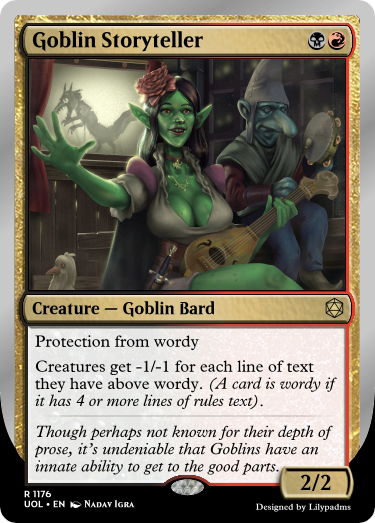 Goblin Storyteller
Creature — Goblin Bard
Protection from wordy
Creatures get -1/-1 for each line of text
they have above wordy. (A card is wordy if
it has 4 or more lines of rules text).
Though perhaps not known for their depth of
prose, it's undeniable that Goblins have an
innate ability to get to the good parts.
2/2
R 1176
UOL • EN Nadav Igra
Designed by Lilypadms